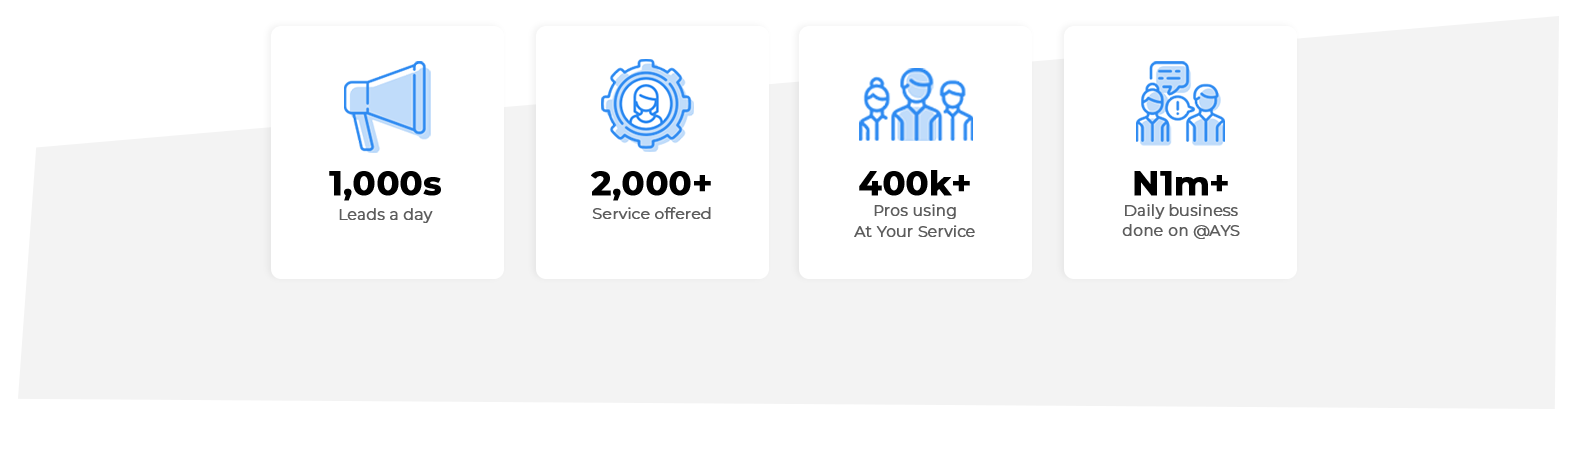 1,000s
Leads a day
2,000+
Service offered
400k+
Pros using
At Your Service
N1m+
Daily business
done on @AYS